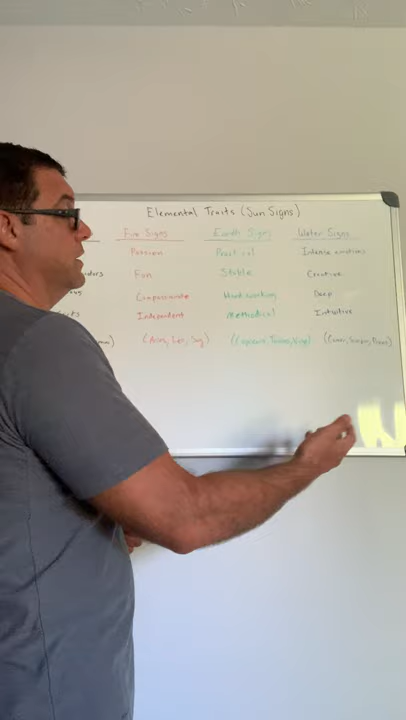 Elemental Traits (Sun Signs)
Fire Signs Earth Signs Water Signs
Passion Practical Intense emotions
Fun Stable Creative
Compassionate Hard working Deep
Independent Methodical Intuitive
(Aries, Leo, Sag) (Capricorn, Taurus, Virgo) (Cancer, Scorpio, Pisces)